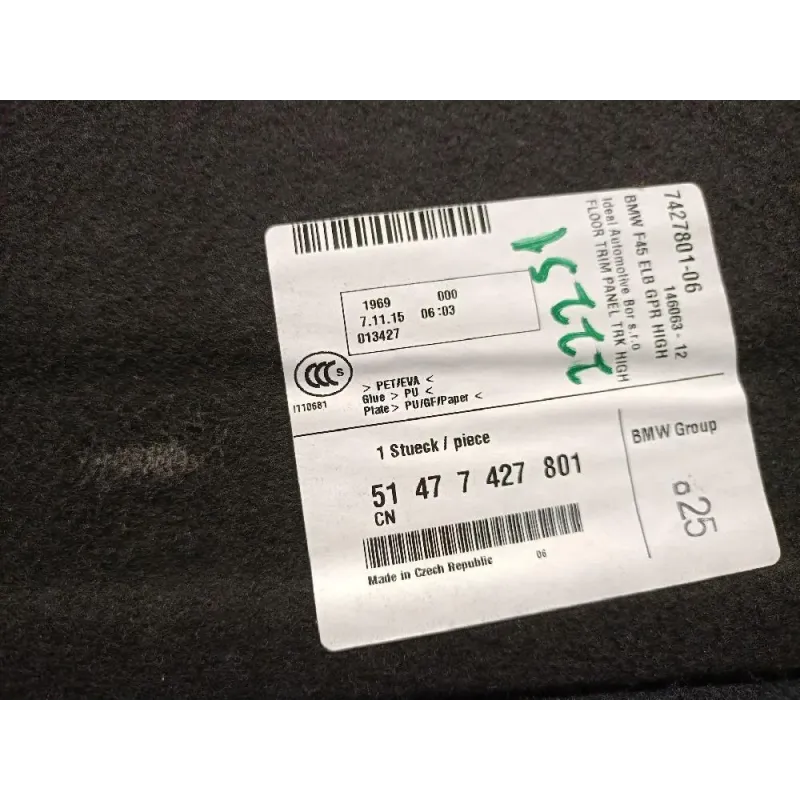 7427801-06
146063 - 12
BMW F45 ELB GPR HIGH
Ideal Automotive Bor s.r.o
FLOOR TRIM PANEL TRK HIGH
1969 000
7.11.15 06:03
013427
CCC S
I110681
> PET/EVA <
Glue > PU <
Plate > PU/GF/Paper <
1 Stueck / piece
51 47 7 427 801
CN
Made in Czech Republic 06
BMW Group
a25